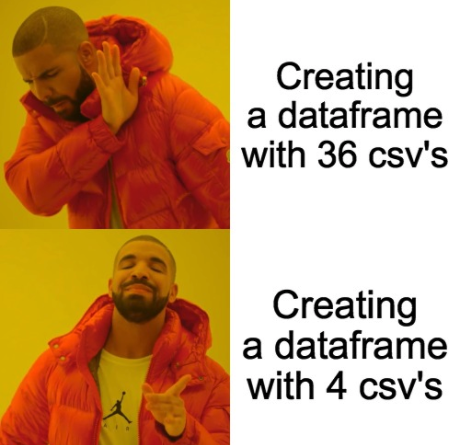 Creating
a dataframe
with 36 csv's
Creating
a dataframe
with 4 csv's